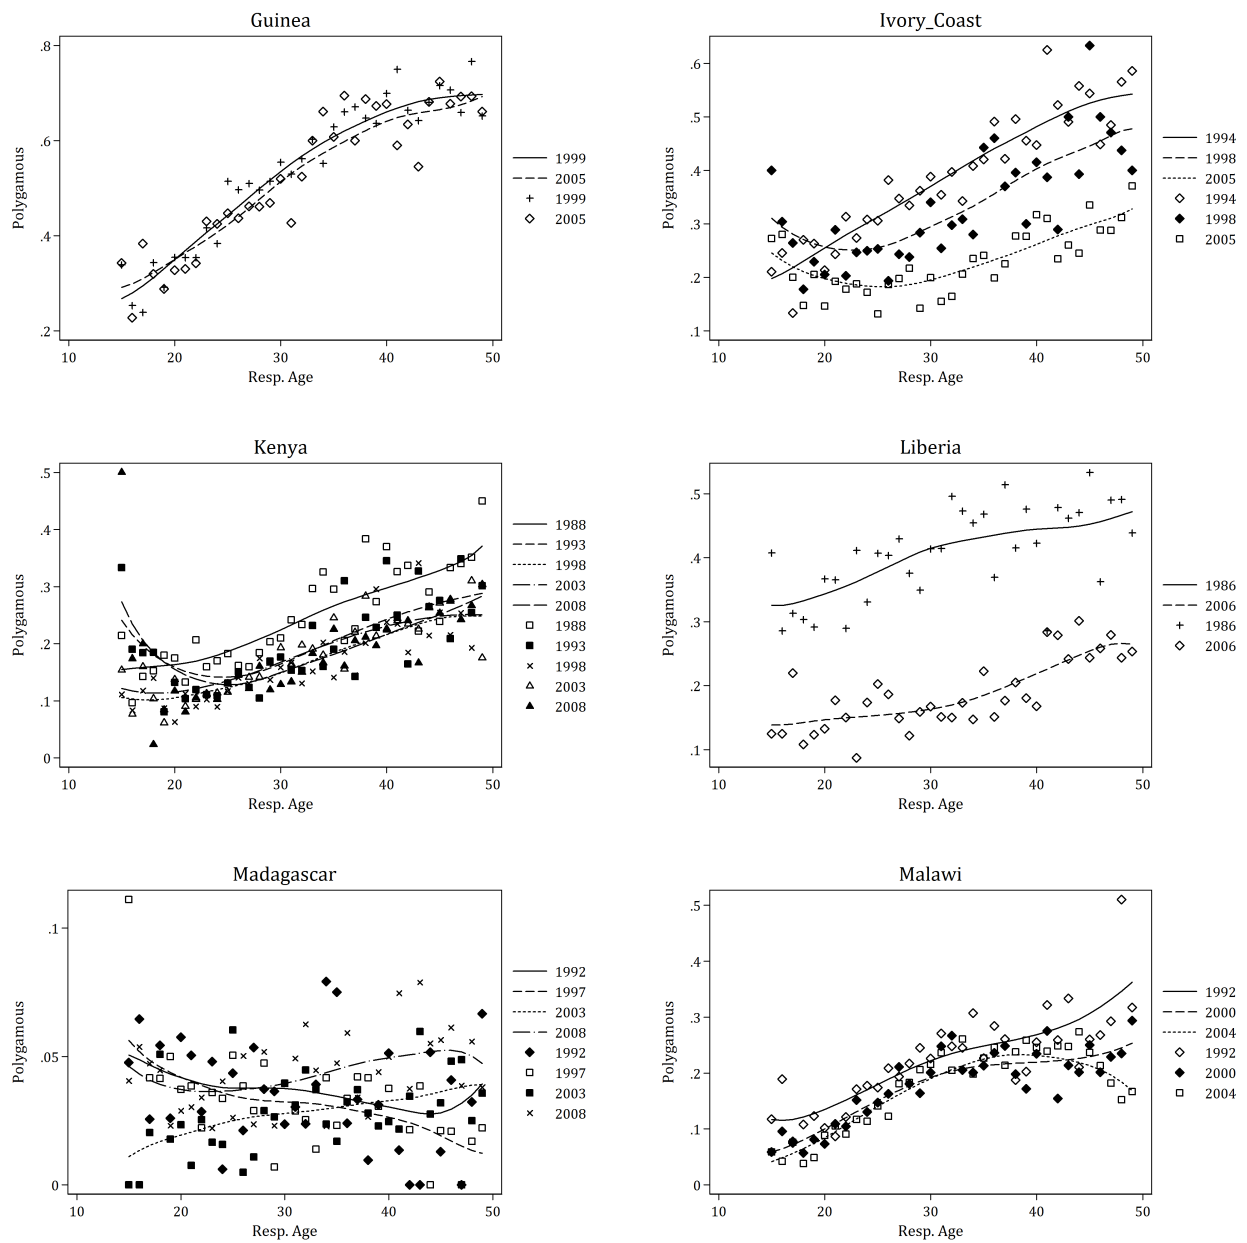 Guinea
Polygamous
.8
.6
.4
.2
10 20 30 40 50
Resp. Age
1999
2005
1999
2005
Ivory_Coast
Polygamous
.6
.5
.4
.3
.2
.1
10 20 30 40 50
Resp. Age
1994
1998
2005
1994
1998
2005
Kenya
Polygamous
.5
.4
.3
.2
.1
0
10 20 30 40 50
Resp. Age
1988
1993
1998
2003
2008
1988
1993
1998
2003
2008
Liberia
Polygamous
.5
.4
.3
.2
.1
10 20 30 40 50
Resp. Age
1986
2006
1986
2006
Madagascar
Polygamous
.1
.05
0
10 20 30 40 50
Resp. Age
1992
1997
2003
2008
1992
1997
2003
2008
Malawi
Polygamous
.5
.4
.3
.2
.1
0
10 20 30 40 50
Resp. Age
1992
2000
2004
1992
2000
2004